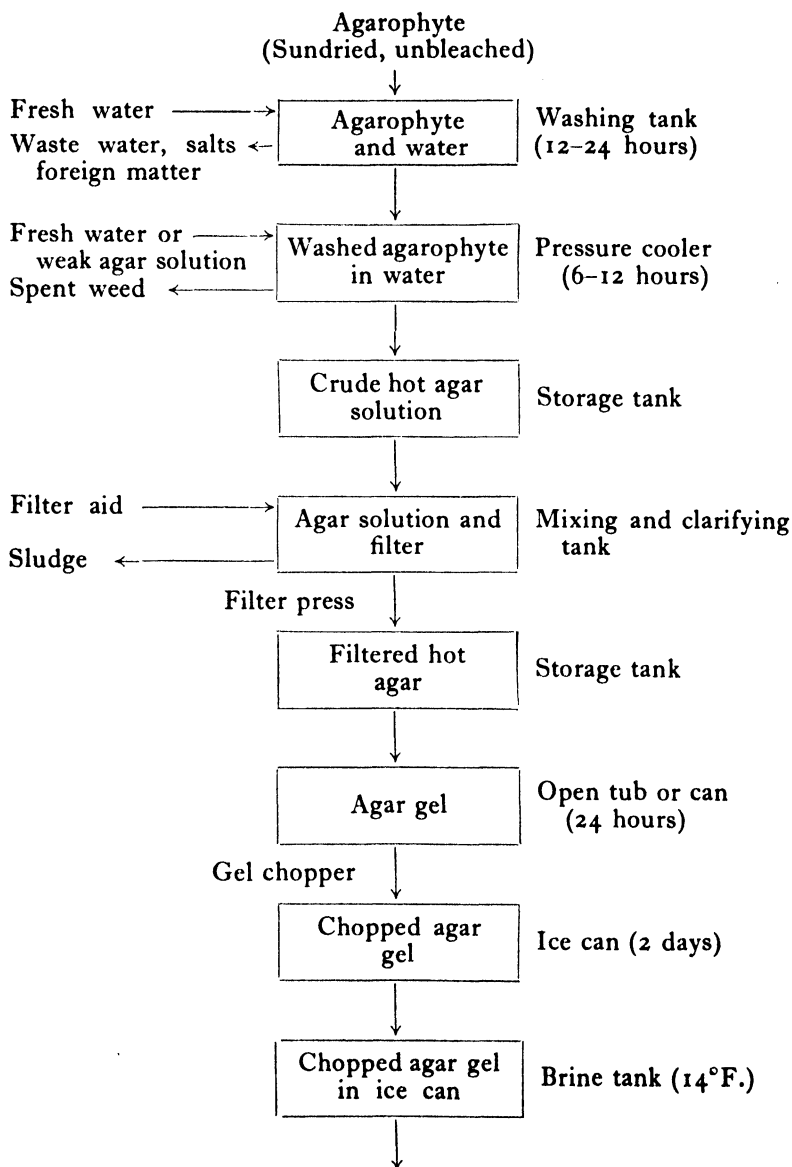 Agarophyte
(Sundried, unbleached)
Fresh water
Waste water, salts
foreign matter
Agarophyte
and water
Washing tank
(12–24 hours)
Fresh water or
weak agar solution
Spent weed
Washed agarophyte
in water
Pressure cooler
(6–12 hours)
Crude hot agar
solution
Storage tank
Filter aid
Sludge
Agar solution and
filter
Mixing and clarifying
tank
Filter press
Filtered hot
agar
Storage tank
Agar gel
Open tub or can
(24 hours)
Gel chopper
Chopped agar
gel
Ice can (2 days)
Chopped agar gel
in ice can
Brine tank (14°F.)